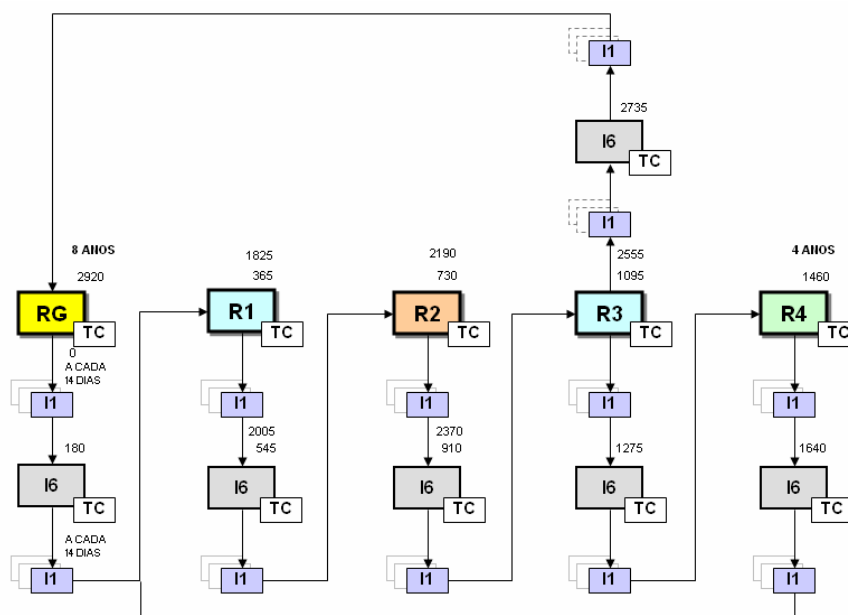 I1
2735
I6
TC
I1
8 ANOS
2920
1825
365
2190
730
2555
1095
4 ANOS
1460
RG
TC
R1
TC
R2
TC
R3
TC
R4
TC
0
A CADA
14 DIAS
I1
I1
I1
I1
I1
180
2005
545
2370
910
1275
1640
I6
TC
I6
TC
I6
TC
I6
TC
I6
TC
A CADA
14 DIAS
I1
I1
I1
I1
I1